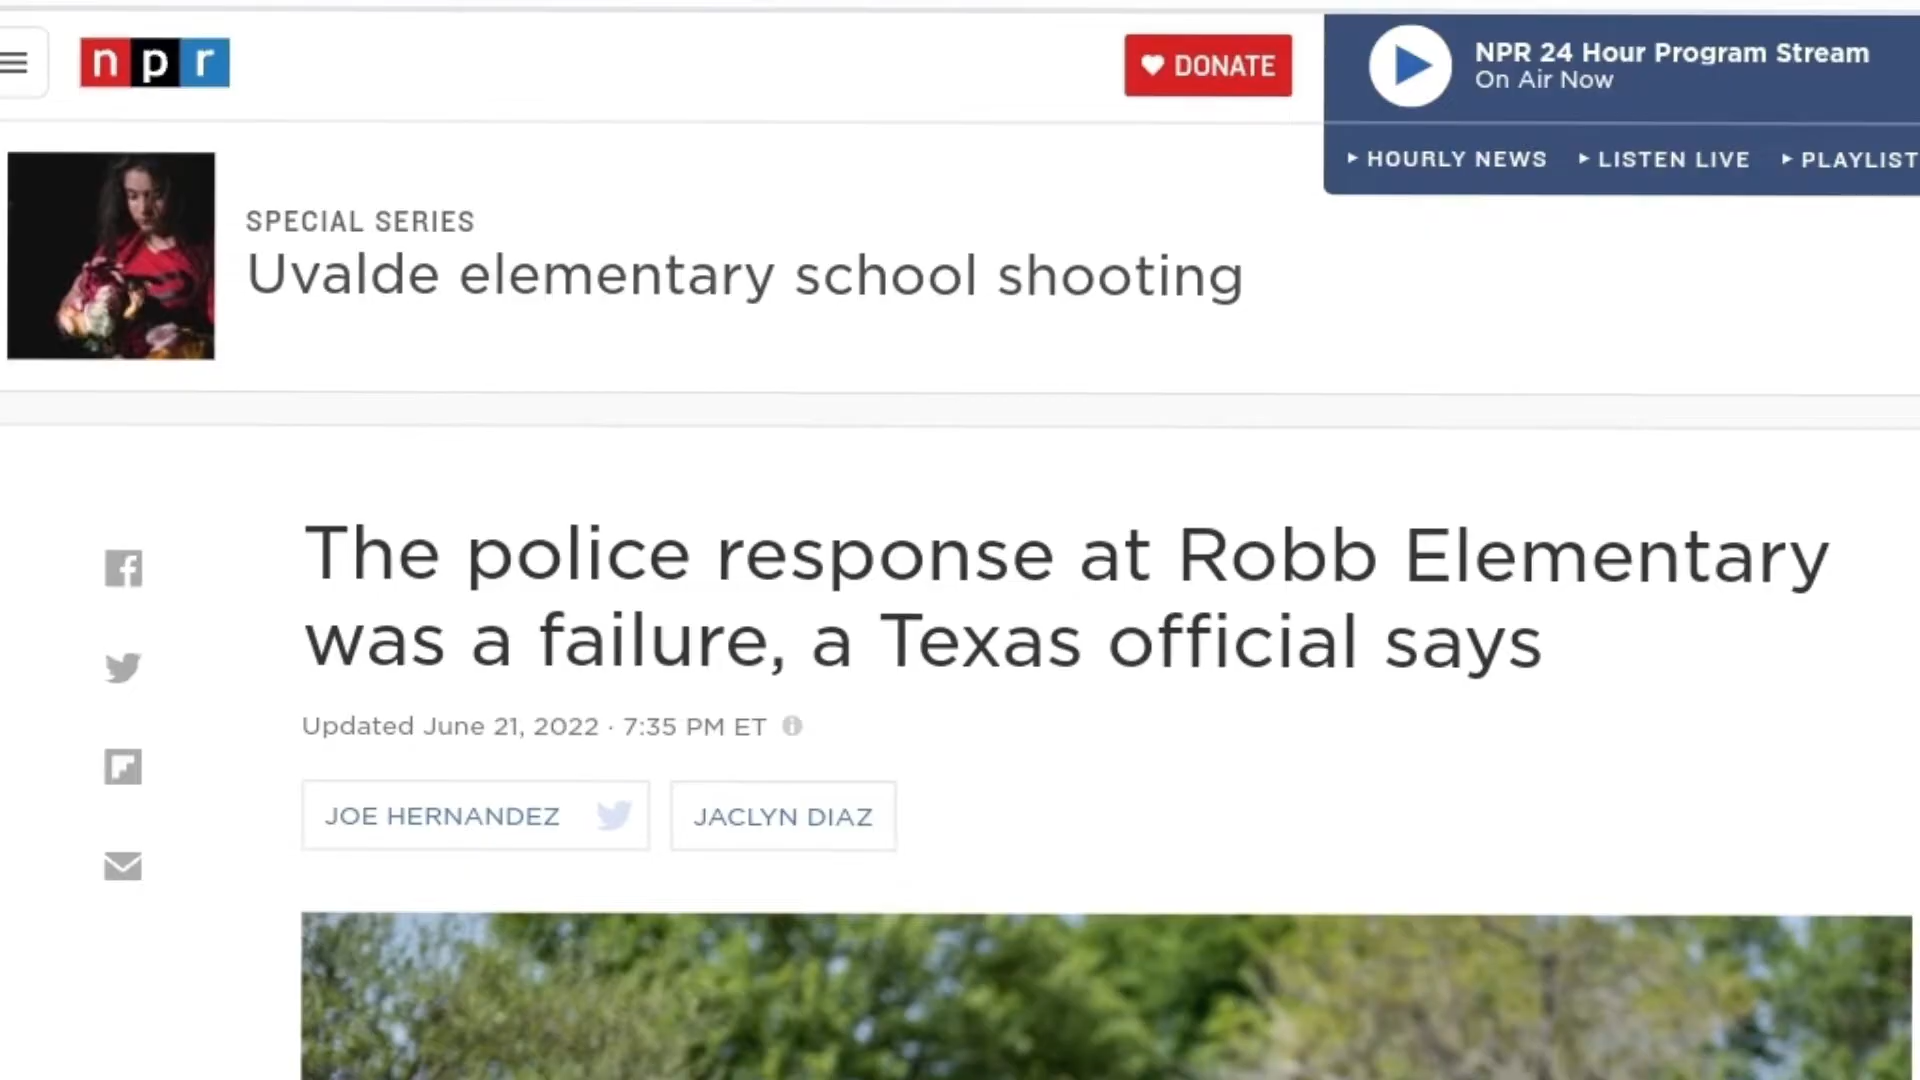 npr
DONATE
NPR 24 Hour Program Stream
On Air Now
HOURLY NEWS LISTEN LIVE PLAYLIST
SPECIAL SERIES
Uvalde elementary school shooting
The police response at Robb Elementary
was a failure, a Texas official says
Updated June 21, 2022 · 7:35 PM ET
JOE HERNANDEZ JACLYN DIAZ